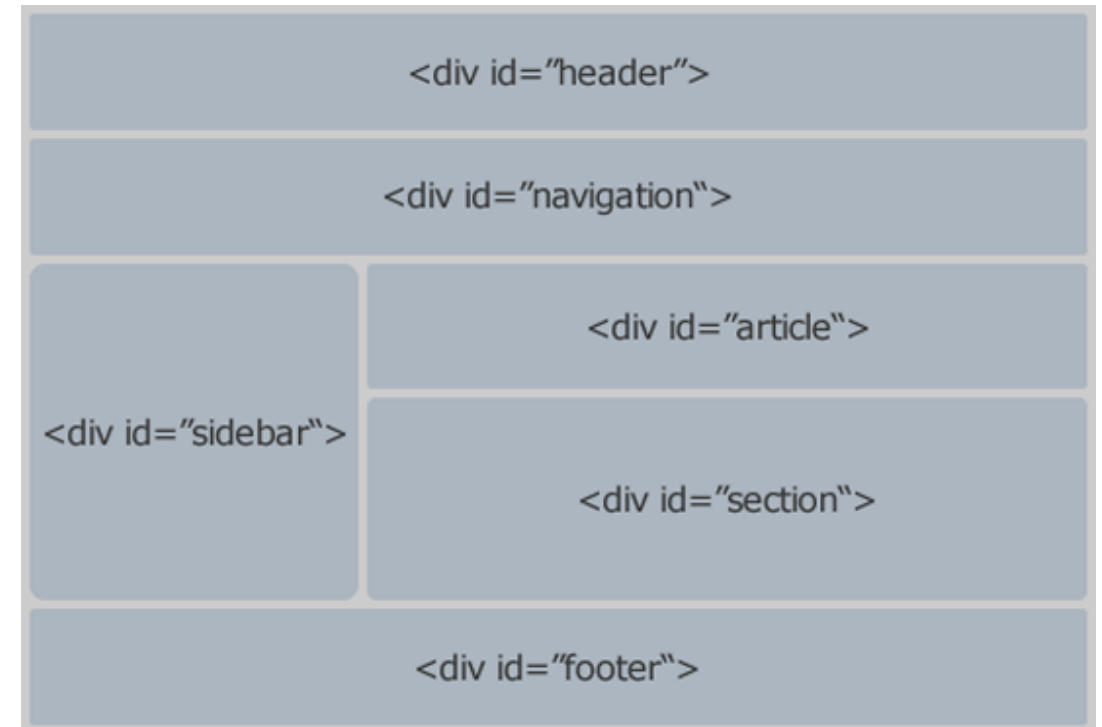 <div id=”header”>
<div id=”navigation“>
<div id=”article“>
<div id=”sidebar“>
<div id=”section“>
<div id=”footer“>